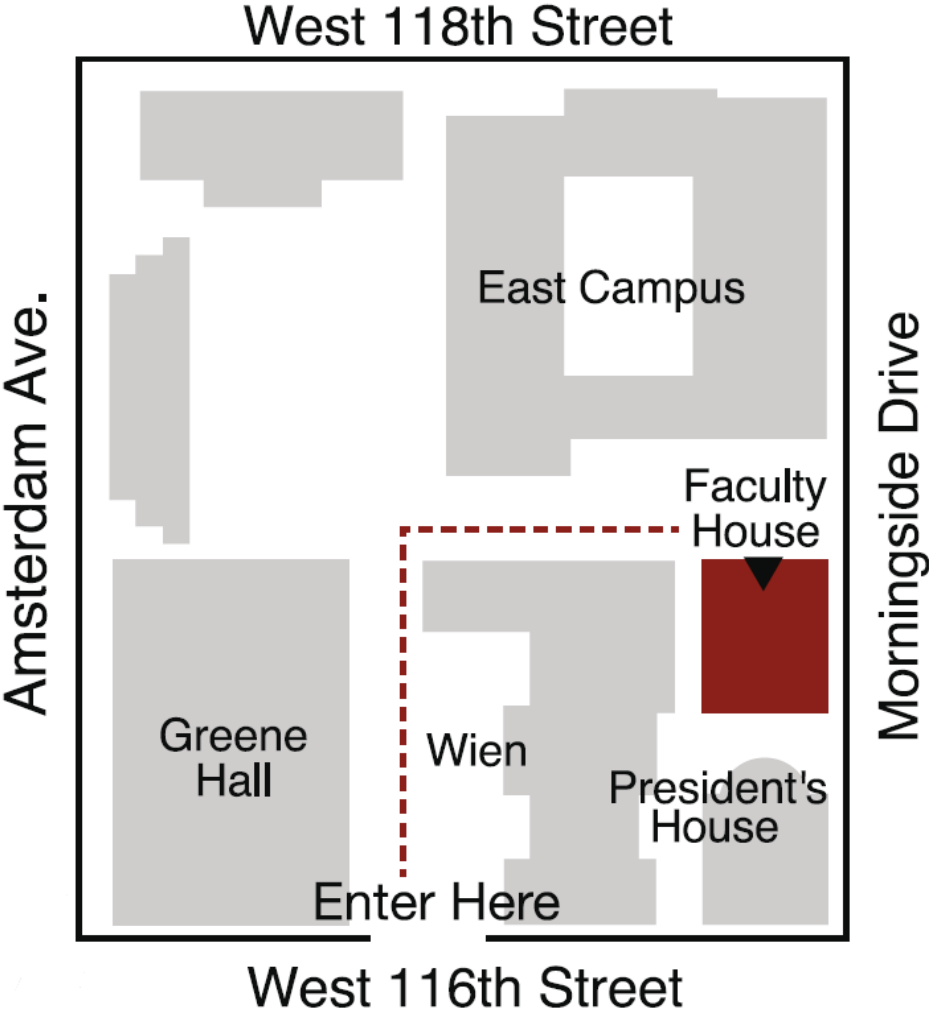 West 118th Street
Amsterdam Ave.
East Campus
Morningside Drive
Faculty
House
Greene
Hall
Wien
President's
House
Enter Here
West 116th Street